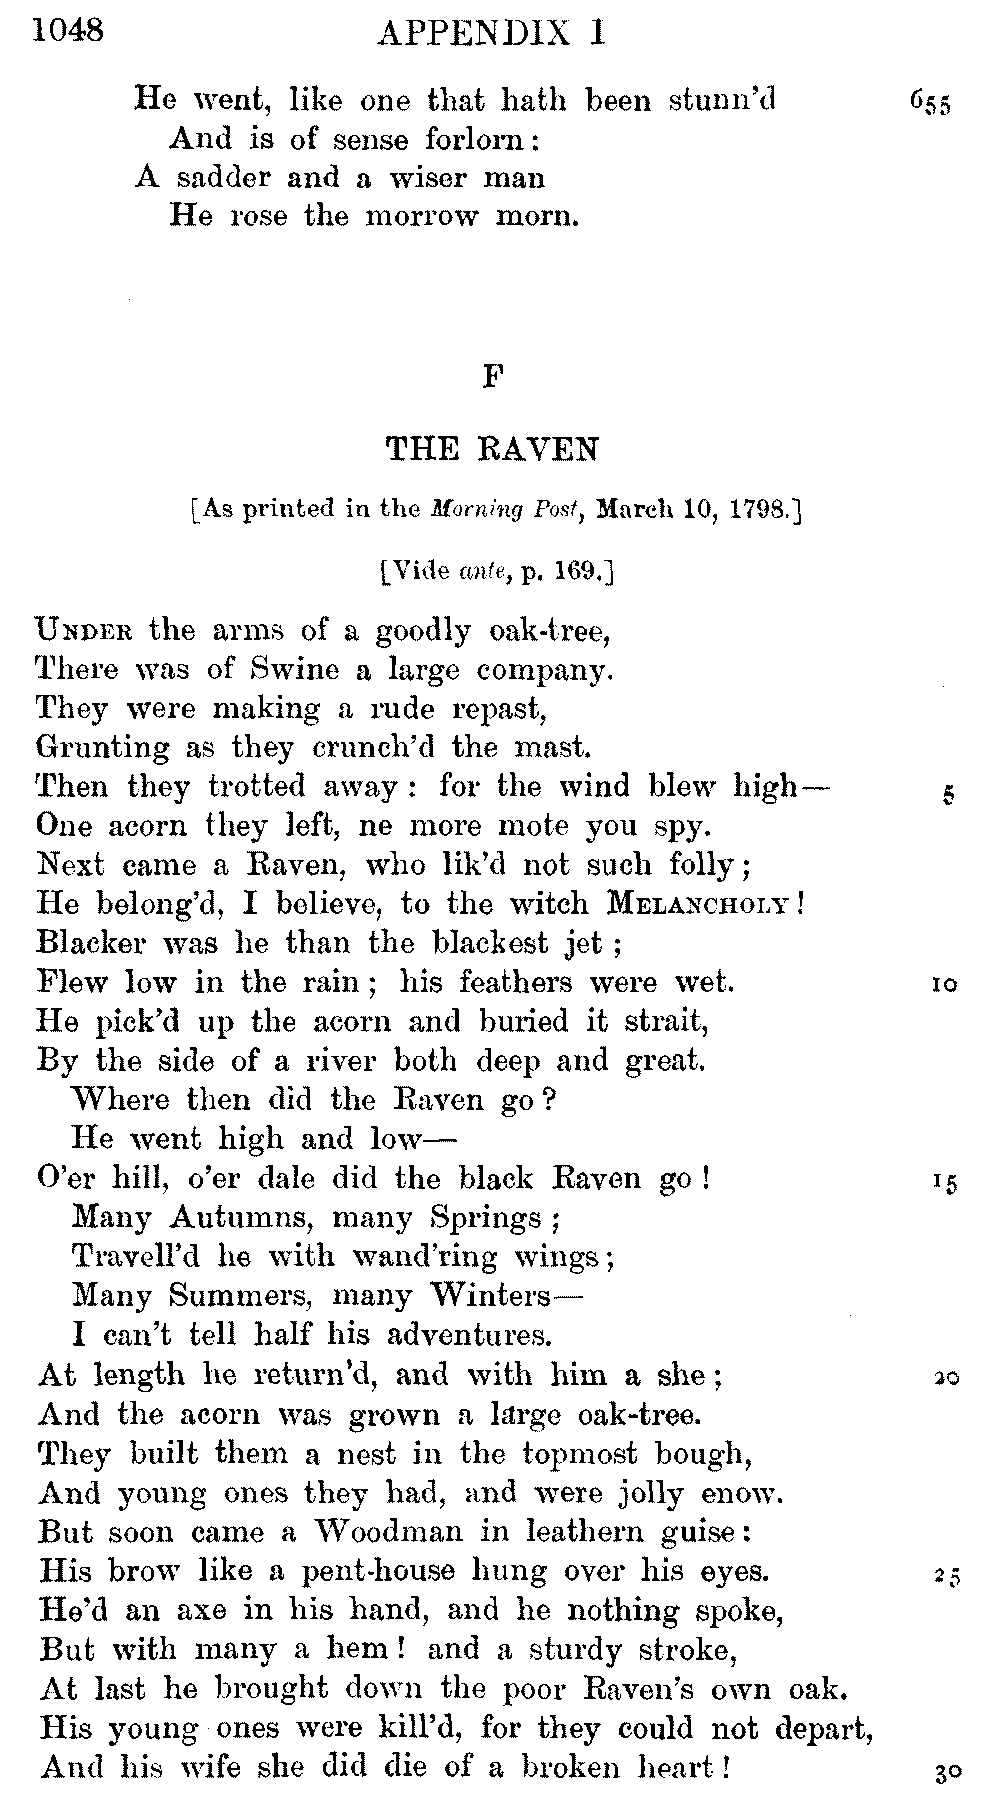 1048 APPENDIX I
He went, like one that hath been stunn'd 655
And is of sense forlorn:
A sadder and a wiser man
He rose the morrow morn.
F
THE RAVEN
[As printed in the Morning Post, March 10, 1798.]
[Vide ante, p. 169.]
UNDER the arms of a goodly oak-tree,
There was of Swine a large company.
They were making a rude repast,
Grunting as they crunch'd the mast.
Then they trotted away: for the wind blew high— 5
One acorn they left, ne more mote you spy.
Next came a Raven, who lik'd not such folly;
He belong'd, I believe, to the witch MELANCHOLY!
Blacker was he than the blackest jet;
Flew low in the rain; his feathers were wet. 10
He pick'd up the acorn and buried it strait,
By the side of a river both deep and great.
Where then did the Raven go?
He went high and low—
O'er hill, o'er dale did the black Raven go! 15
Many Autumns, many Springs;
Travell'd he with wand'ring wings;
Many Summers, many Winters—
I can't tell half his adventures.
At length he return'd, and with him a she; 20
And the acorn was grown a large oak-tree.
They built them a nest in the topmost bough,
And young ones they had, and were jolly enow.
But soon came a Woodman in leathern guise:
His brow like a pent-house hung over his eyes. 25
He'd an axe in his hand, and he nothing spoke,
But with many a hem! and a sturdy stroke,
At last he brought down the poor Raven's own oak.
His young ones were kill'd, for they could not depart,
And his wife she did die of a broken heart! 30